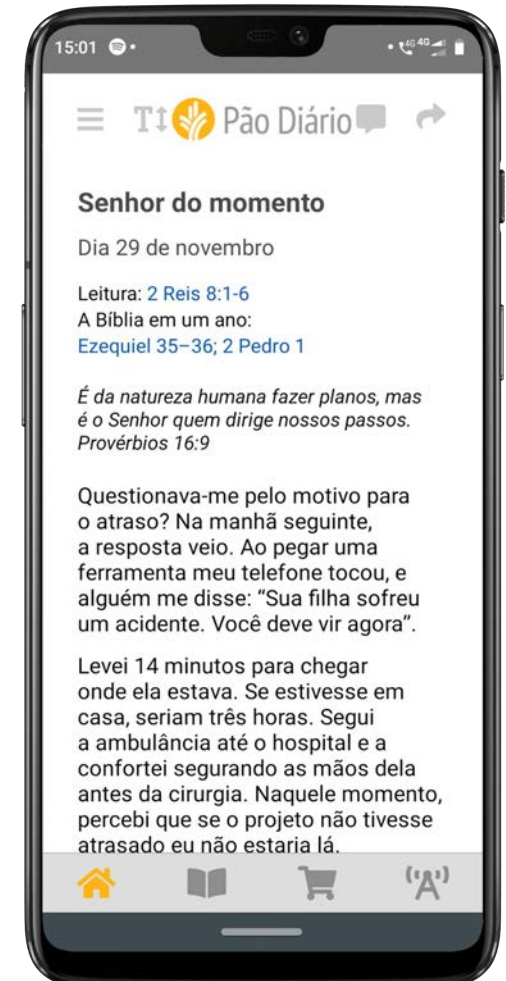 15:01
4G 4G
T Pão Diário
Senhor do momento
Dia 29 de novembro
Leitura: 2 Reis 8:1-6
A Bíblia em um ano:
Ezequiel 35–36; 2 Pedro 1
É da natureza humana fazer planos, mas
é o Senhor quem dirige nossos passos.
Provérbios 16:9
Questionava-me pelo motivo para
o atraso? Na manhã seguinte,
a resposta veio. Ao pegar uma
ferramenta meu telefone tocou, e
alguém me disse: “Sua filha sofreu
um acidente. Você deve vir agora”.
Levei 14 minutos para chegar
onde ela estava. Se estivesse em
casa, seriam três horas. Segui
a ambulância até o hospital e a
confortei segurando as mãos dela
antes da cirurgia. Naquele momento,
percebi que se o projeto não tivesse
atrasado eu não estaria lá.